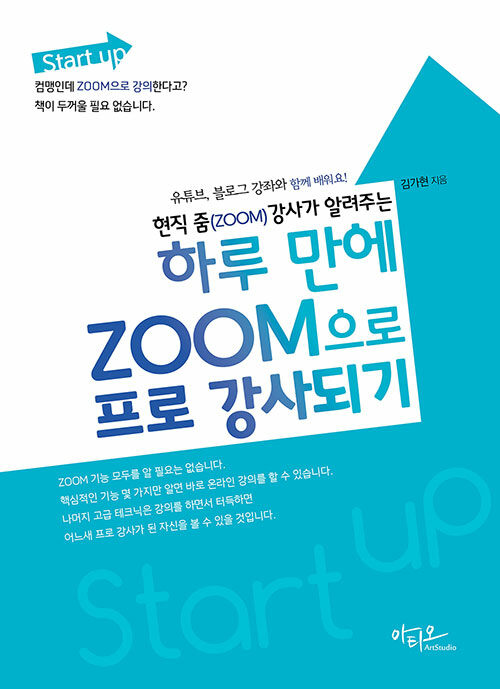 Start up
컴맹인데 ZOOM으로 강의한다고?
책이 두꺼울 필요 없습니다.
유튜브, 블로그 강좌와 함께 배워요!
김가현 지음
현직 줌(ZOOM)강사가 알려주는
하루 만에
ZOOM으로
프로 강사되기
ZOOM 기능 모두를 알 필요는 없습니다.
핵심적인 기능 몇 가지만 알면 바로 온라인 강의를 할 수 있습니다.
나머지 고급 테크닉은 강의를 하면서 터득하면
어느새 프로 강사가 된 자신을 볼 수 있을 것입니다.
Start up
아티오
ArtStudio